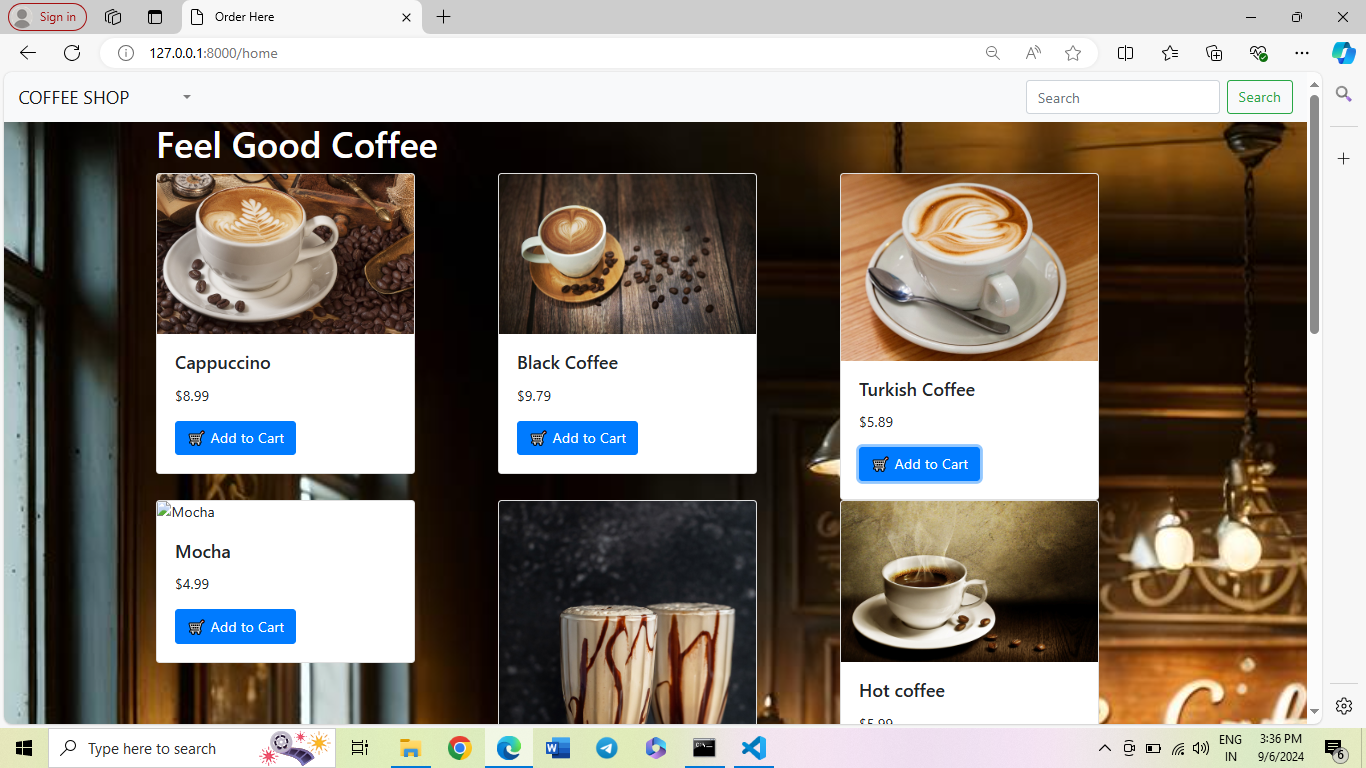 Sign in
Order Here
127.0.0.1:8000/home
COFFEE SHOP
Search
Search
Feel Good Coffee
Cappuccino
$8.99
Add to Cart
Black Coffee
$9.79
Add to Cart
Turkish Coffee
$5.89
Add to Cart
Mocha
Mocha
$4.99
Add to Cart
Hot coffee
$5.99
Type here to search
ENG
IN
3:36 PM
9/6/2024
6